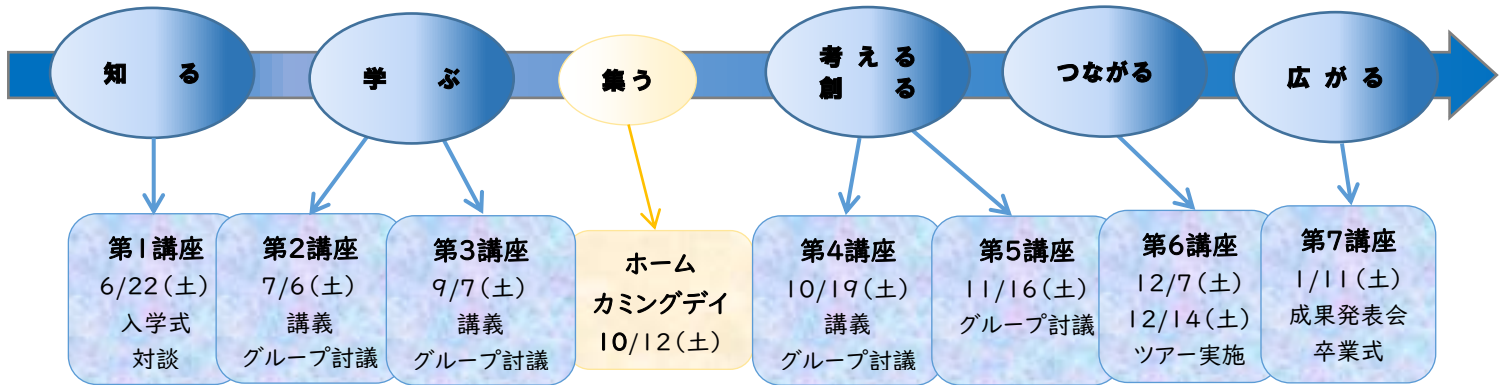 知　る
学　ぶ
集う
考 え る
創　る
つながる
広 が る
第1講座
6/22(土)
入学式
対談
第2講座
7/6(土)
講義
グループ討議
第3講座
9/7(土)
講義
グループ討議
ホーム
カミングデイ
10/12(土)
第4講座
10/19(土)
講義
グループ討議
第5講座
11/16(土)
グループ討議
第6講座
12/7(土)
12/14(土)
ツアー実施
第7講座
1/11(土)
成果発表会
卒業式